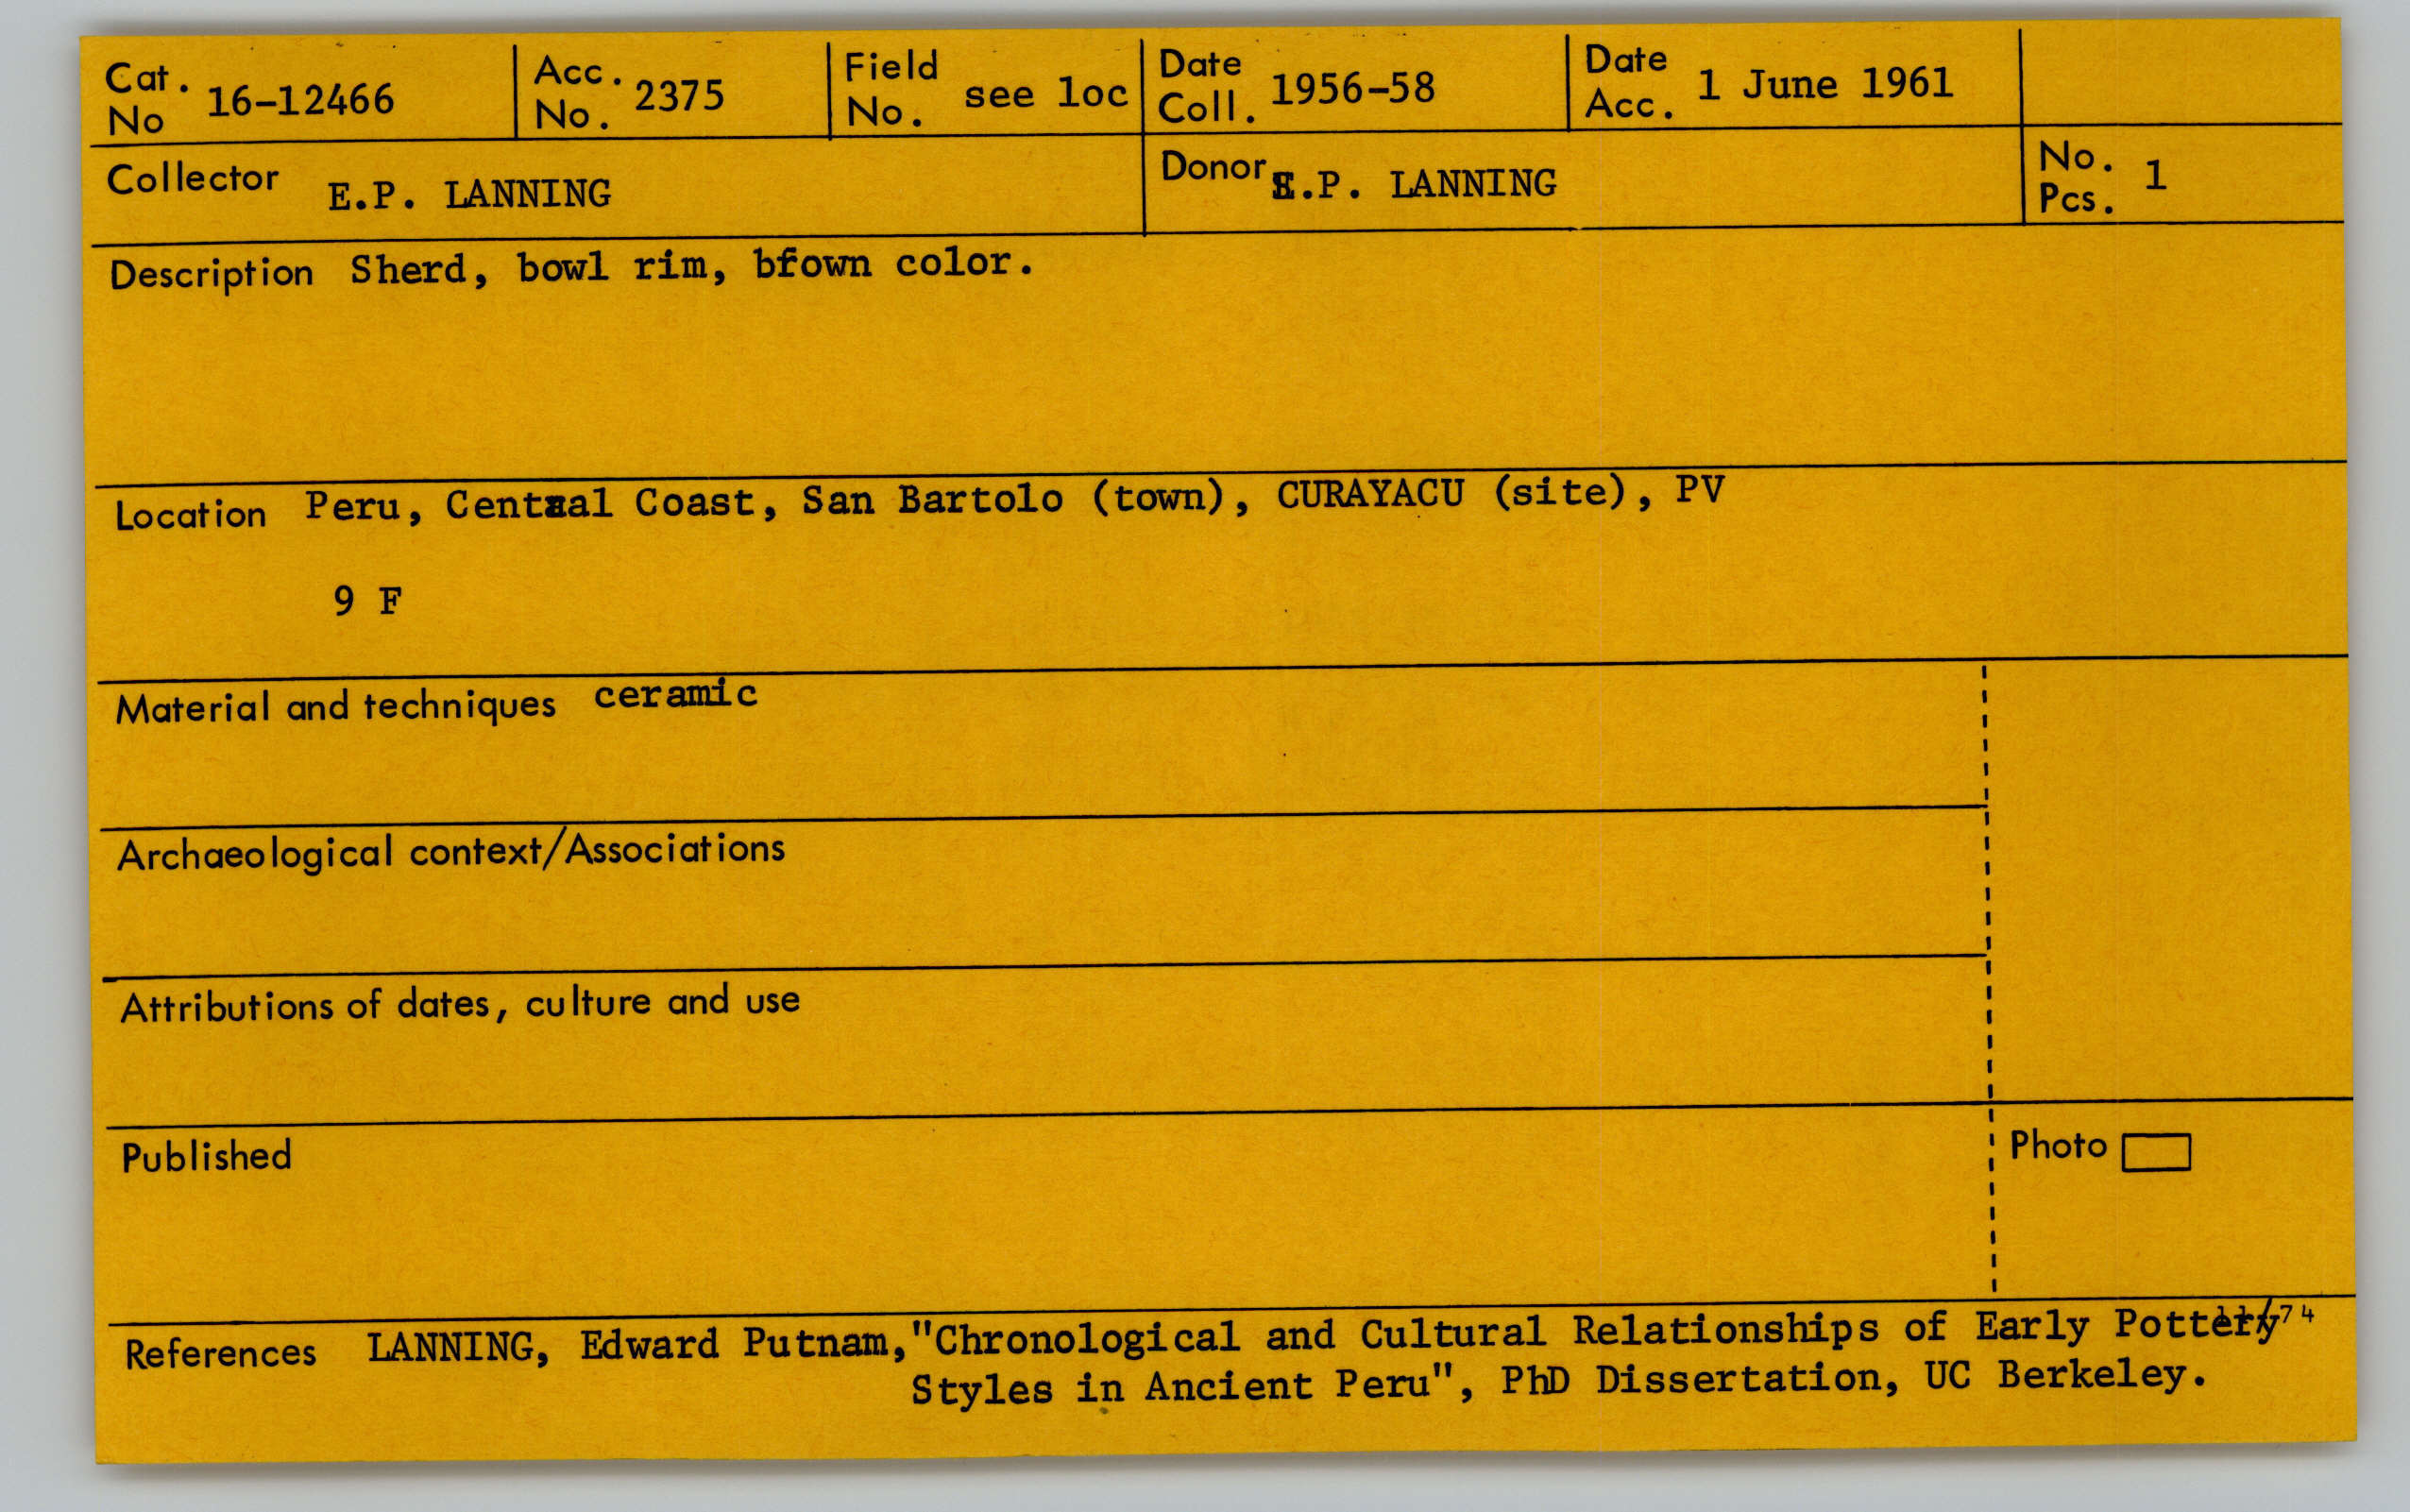 Cat. No 16-12466 Acc. No. 2375 Field No. see loc Date Coll. 1956-58 Date Acc. 1 June 1961
Collector E.P. LANNING Donor E.P. LANNING No. Pcs. 1
Description Sherd, bowl rim, bfown color.
Location Peru, Central Coast, San Bartolo (town), CURAYACU (site), PV
9 F
Material and techniques ceramic
Archaeological context/Associations
Attributions of dates, culture and use
Published Photo
References LANNING, Edward Putnam,"Chronological and Cultural Relationships of Early Pottery
Styles in Ancient Peru", PhD Dissertation, UC Berkeley.